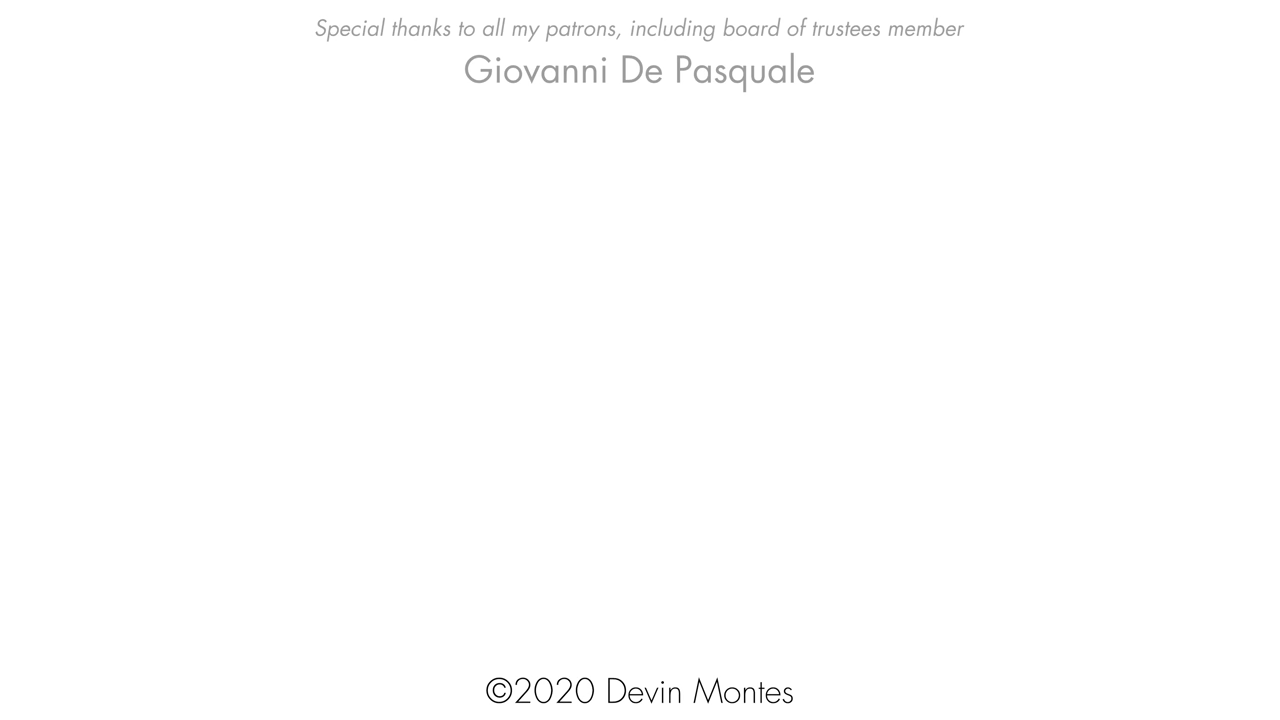 Special thanks to all my patrons, including board of trustees member
Giovanni De Pasquale
©2020 Devin Montes